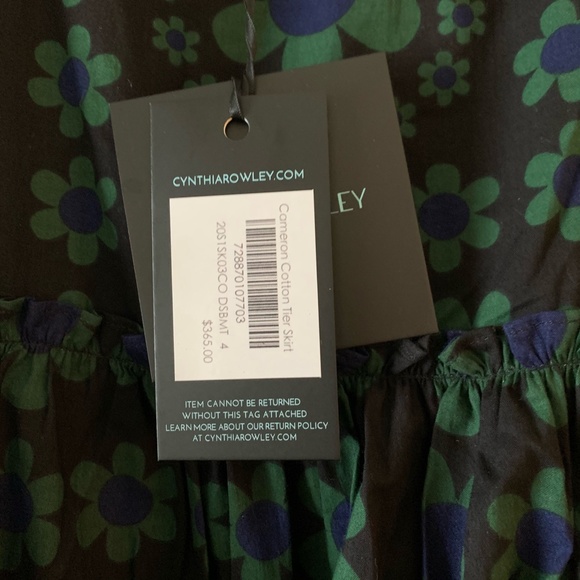 CYNTHIAROWLEY.COM
LEY
Cameron Cotton Tier Skirt
728870107703
20S1SK03CO DSBMT 4
$365.00
ITEM CANNOT BE RETURNED
WITHOUT THIS TAG ATTACHED
LEARN MORE ABOUT OUR RETURN POLICY
AT CYNTHIAROWLEY.COM